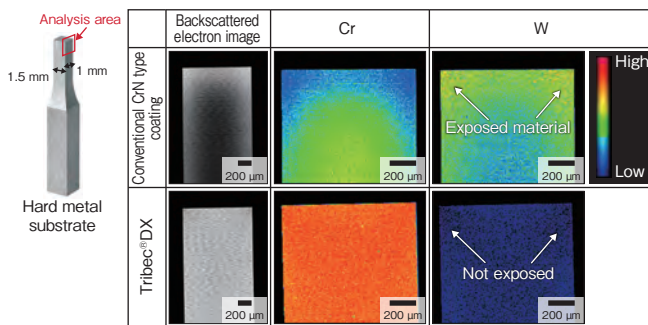 Analysis area
1.5 mm
1 mm
Hard metal
substrate
Backscattered
electron image
Cr
W
Conventional CrN type
coating
200 µm
200 µm
Exposed material
200 µm
High
Low
Tribec®DX
200 µm
200 µm
Not exposed
200 µm